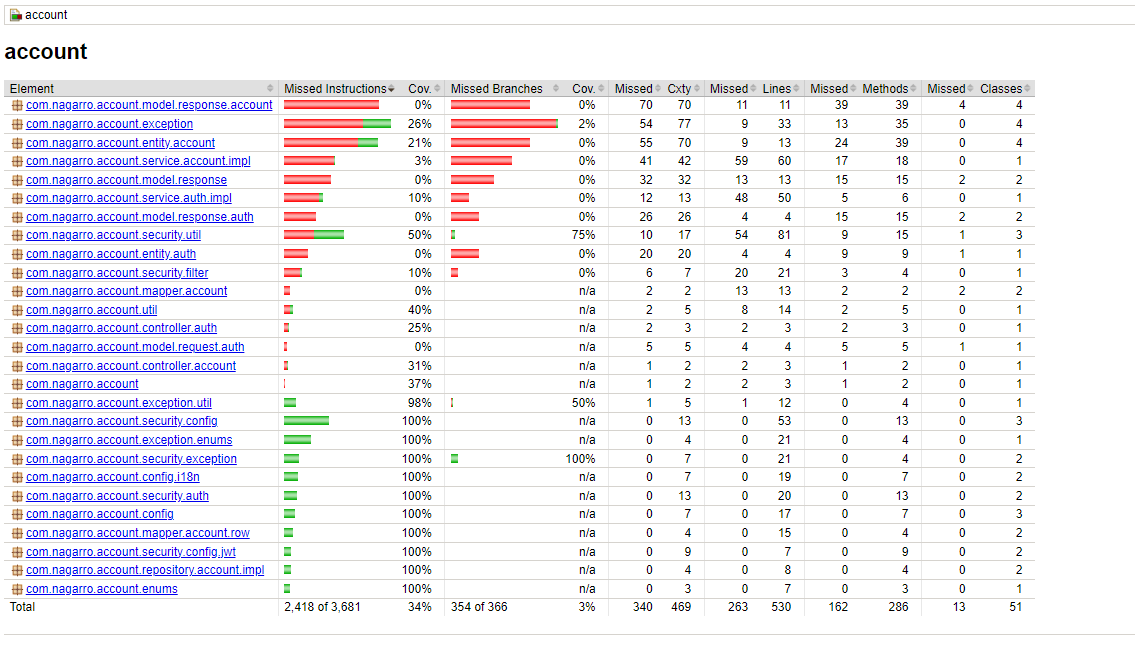 account
account
Element Missed Instructions Cov. Missed Branches Cov. Missed Cxty Missed Lines Missed Methods Missed Classes
com.nagarro.account.model.response.account 0% 0% 70 70 11 11 39 39 4 4
com.nagarro.account.exception 26% 2% 54 77 9 33 13 35 0 4
com.nagarro.account.entity.account 21% 0% 55 70 9 13 24 39 0 4
com.nagarro.account.service.account.impl 3% 0% 41 42 59 60 17 18 0 1
com.nagarro.account.model.response 0% 0% 32 32 13 13 15 15 2 2
com.nagarro.account.service.auth.impl 10% 0% 12 13 48 50 5 6 0 1
com.nagarro.account.model.response.auth 0% 0% 26 26 4 4 15 15 2 2
com.nagarro.account.security.util 50% 75% 10 17 54 81 9 15 1 3
com.nagarro.account.entity.auth 0% 0% 20 20 4 4 9 9 1 1
com.nagarro.account.security.filter 10% 0% 6 7 20 21 3 4 0 1
com.nagarro.account.mapper.account 0% n/a 2 2 13 13 2 2 2 2
com.nagarro.account.util 40% n/a 2 5 8 14 2 5 0 1
com.nagarro.account.controller.auth 25% n/a 2 3 2 3 2 3 0 1
com.nagarro.account.model.request.auth 0% n/a 5 5 4 4 5 5 1 1
com.nagarro.account.controller.account 31% n/a 1 2 2 3 1 2 0 1
com.nagarro.account 37% n/a 1 2 2 3 1 2 0 1
com.nagarro.account.exception.util 98% 50% 1 5 1 12 0 4 0 1
com.nagarro.account.security.config 100% n/a 0 13 0 53 0 13 0 3
com.nagarro.account.exception.enums 100% n/a 0 4 0 21 0 4 0 1
com.nagarro.account.security.exception 100% 100% 0 7 0 21 0 4 0 2
com.nagarro.account.config.i18n 100% n/a 0 7 0 19 0 7 0 2
com.nagarro.account.security.auth 100% n/a 0 13 0 20 0 13 0 2
com.nagarro.account.config 100% n/a 0 7 0 17 0 7 0 3
com.nagarro.account.mapper.account.row 100% n/a 0 4 0 15 0 4 0 2
com.nagarro.account.security.config.jwt 100% n/a 0 9 0 7 0 9 0 2
com.nagarro.account.repository.account.impl 100% n/a 0 4 0 8 0 4 0 2
com.nagarro.account.enums 100% n/a 0 3 0 7 0 3 0 1
Total 2,418 of 3,681 34% 354 of 366 3% 340 469 263 530 162 286 13 51